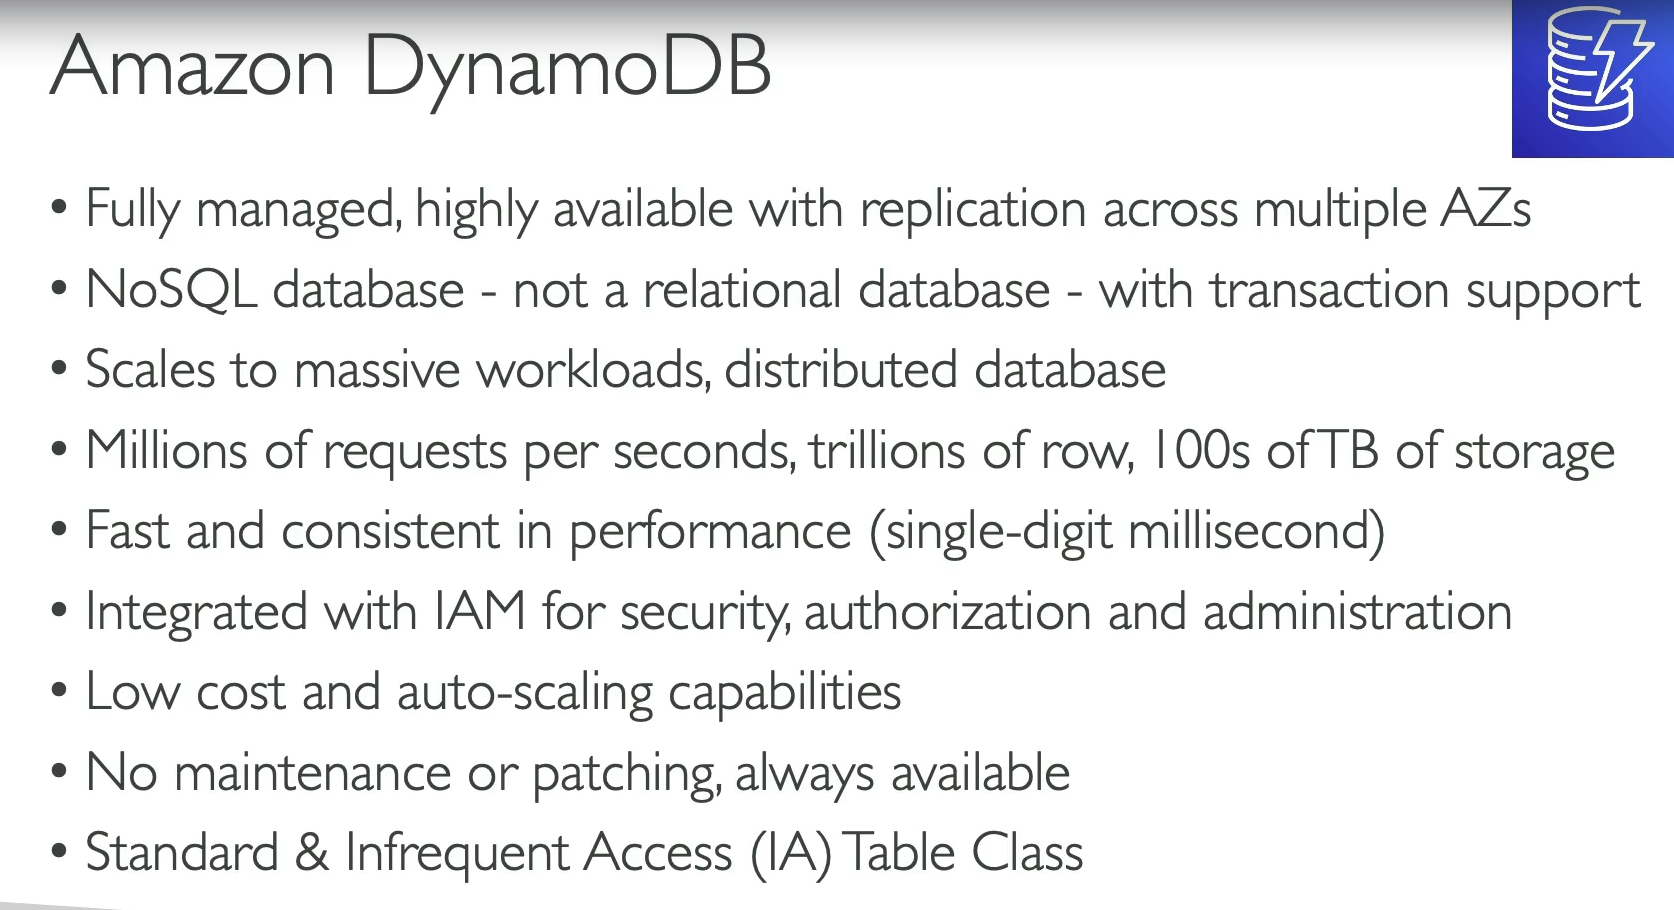 Amazon DynamoDB
• Fully managed, highly available with replication across multiple AZs
• NoSQL database - not a relational database - with transaction support
• Scales to massive workloads, distributed database
• Millions of requests per seconds, trillions of row, 100s of TB of storage
• Fast and consistent in performance (single-digit millisecond)
• Integrated with IAM for security, authorization and administration
• Low cost and auto-scaling capabilities
• No maintenance or patching, always available
• Standard & Infrequent Access (IA) Table Class